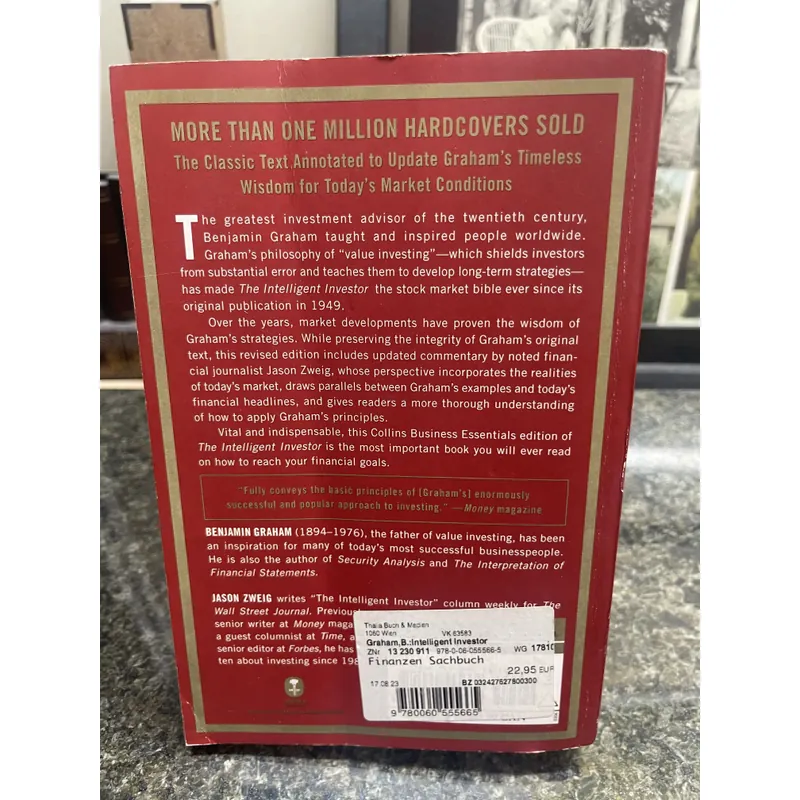 MORE THAN ONE MILLION HARDCOVERS SOLD
The Classic Text Annotated to Update Graham's Timeless
Wisdom for Today's Market Conditions
The greatest investment advisor of the twentieth century,
Benjamin Graham taught and inspired people worldwide.
Graham's philosophy of "value investing"—which shields investors
from substantial error and teaches them to develop long-term strategies—
has made The Intelligent Investor the stock market bible ever since its
original publication in 1949.
Over the years, market developments have proven the wisdom of
Graham's strategies. While preserving the integrity of Graham's original
text, this revised edition includes updated commentary by noted finan-
cial journalist Jason Zweig, whose perspective incorporates the realities
of today's market, draws parallels between Graham's examples and today's
financial headlines, and gives readers a more thorough understanding
of how to apply Graham's principles.
Vital and indispensable, this Collins Business Essentials edition of
The Intelligent Investor is the most important book you will ever read
on how to reach your financial goals.
"Fully conveys the basic principles of [Graham's] enormously
successful and popular approach to investing." —Money magazine
BENJAMIN GRAHAM (1894–1976), the father of value investing, has been
an inspiration for many of today's most successful businesspeople.
He is also the author of Security Analysis and The Interpretation of
Financial Statements.
JASON ZWEIG writes "The Intelligent Investor" column weekly for The
Wall Street Journal.
senior writer at Money
a guest columnist at Time,
senior editor at Forbes, he has
ten about investing since
Thalia Buch & Medien
1060 Wien VK 63583
Graham,B.:Intelligent Investor
ZNr. 13 230 911 978-0-06-055566-5 WG 17810
Finanzen Sachbuch
22,95 EUR
17.08.23 BZ 032427627800300
9 780060 555665